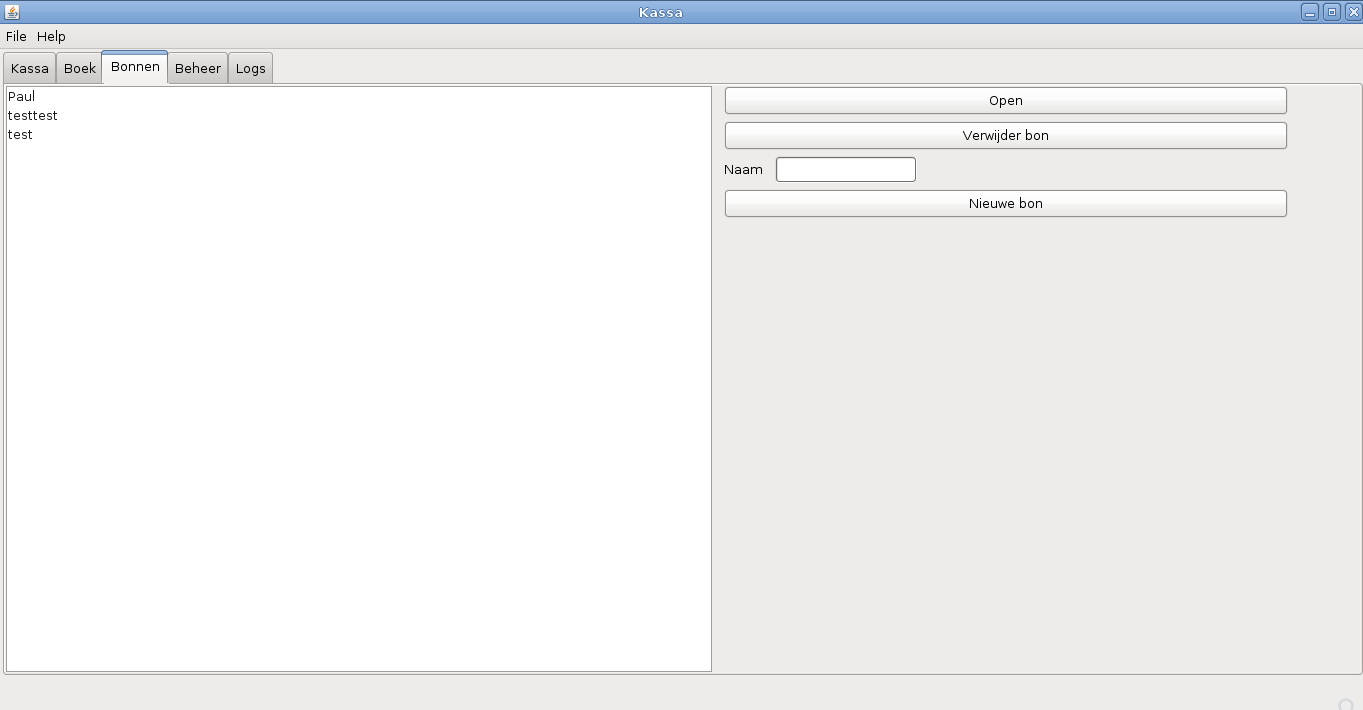 Kassa
File Help
Kassa Boek Bonnen Beheer Logs
Paul
testtest
test
Open
Verwijder bon
Naam
Nieuwe bon